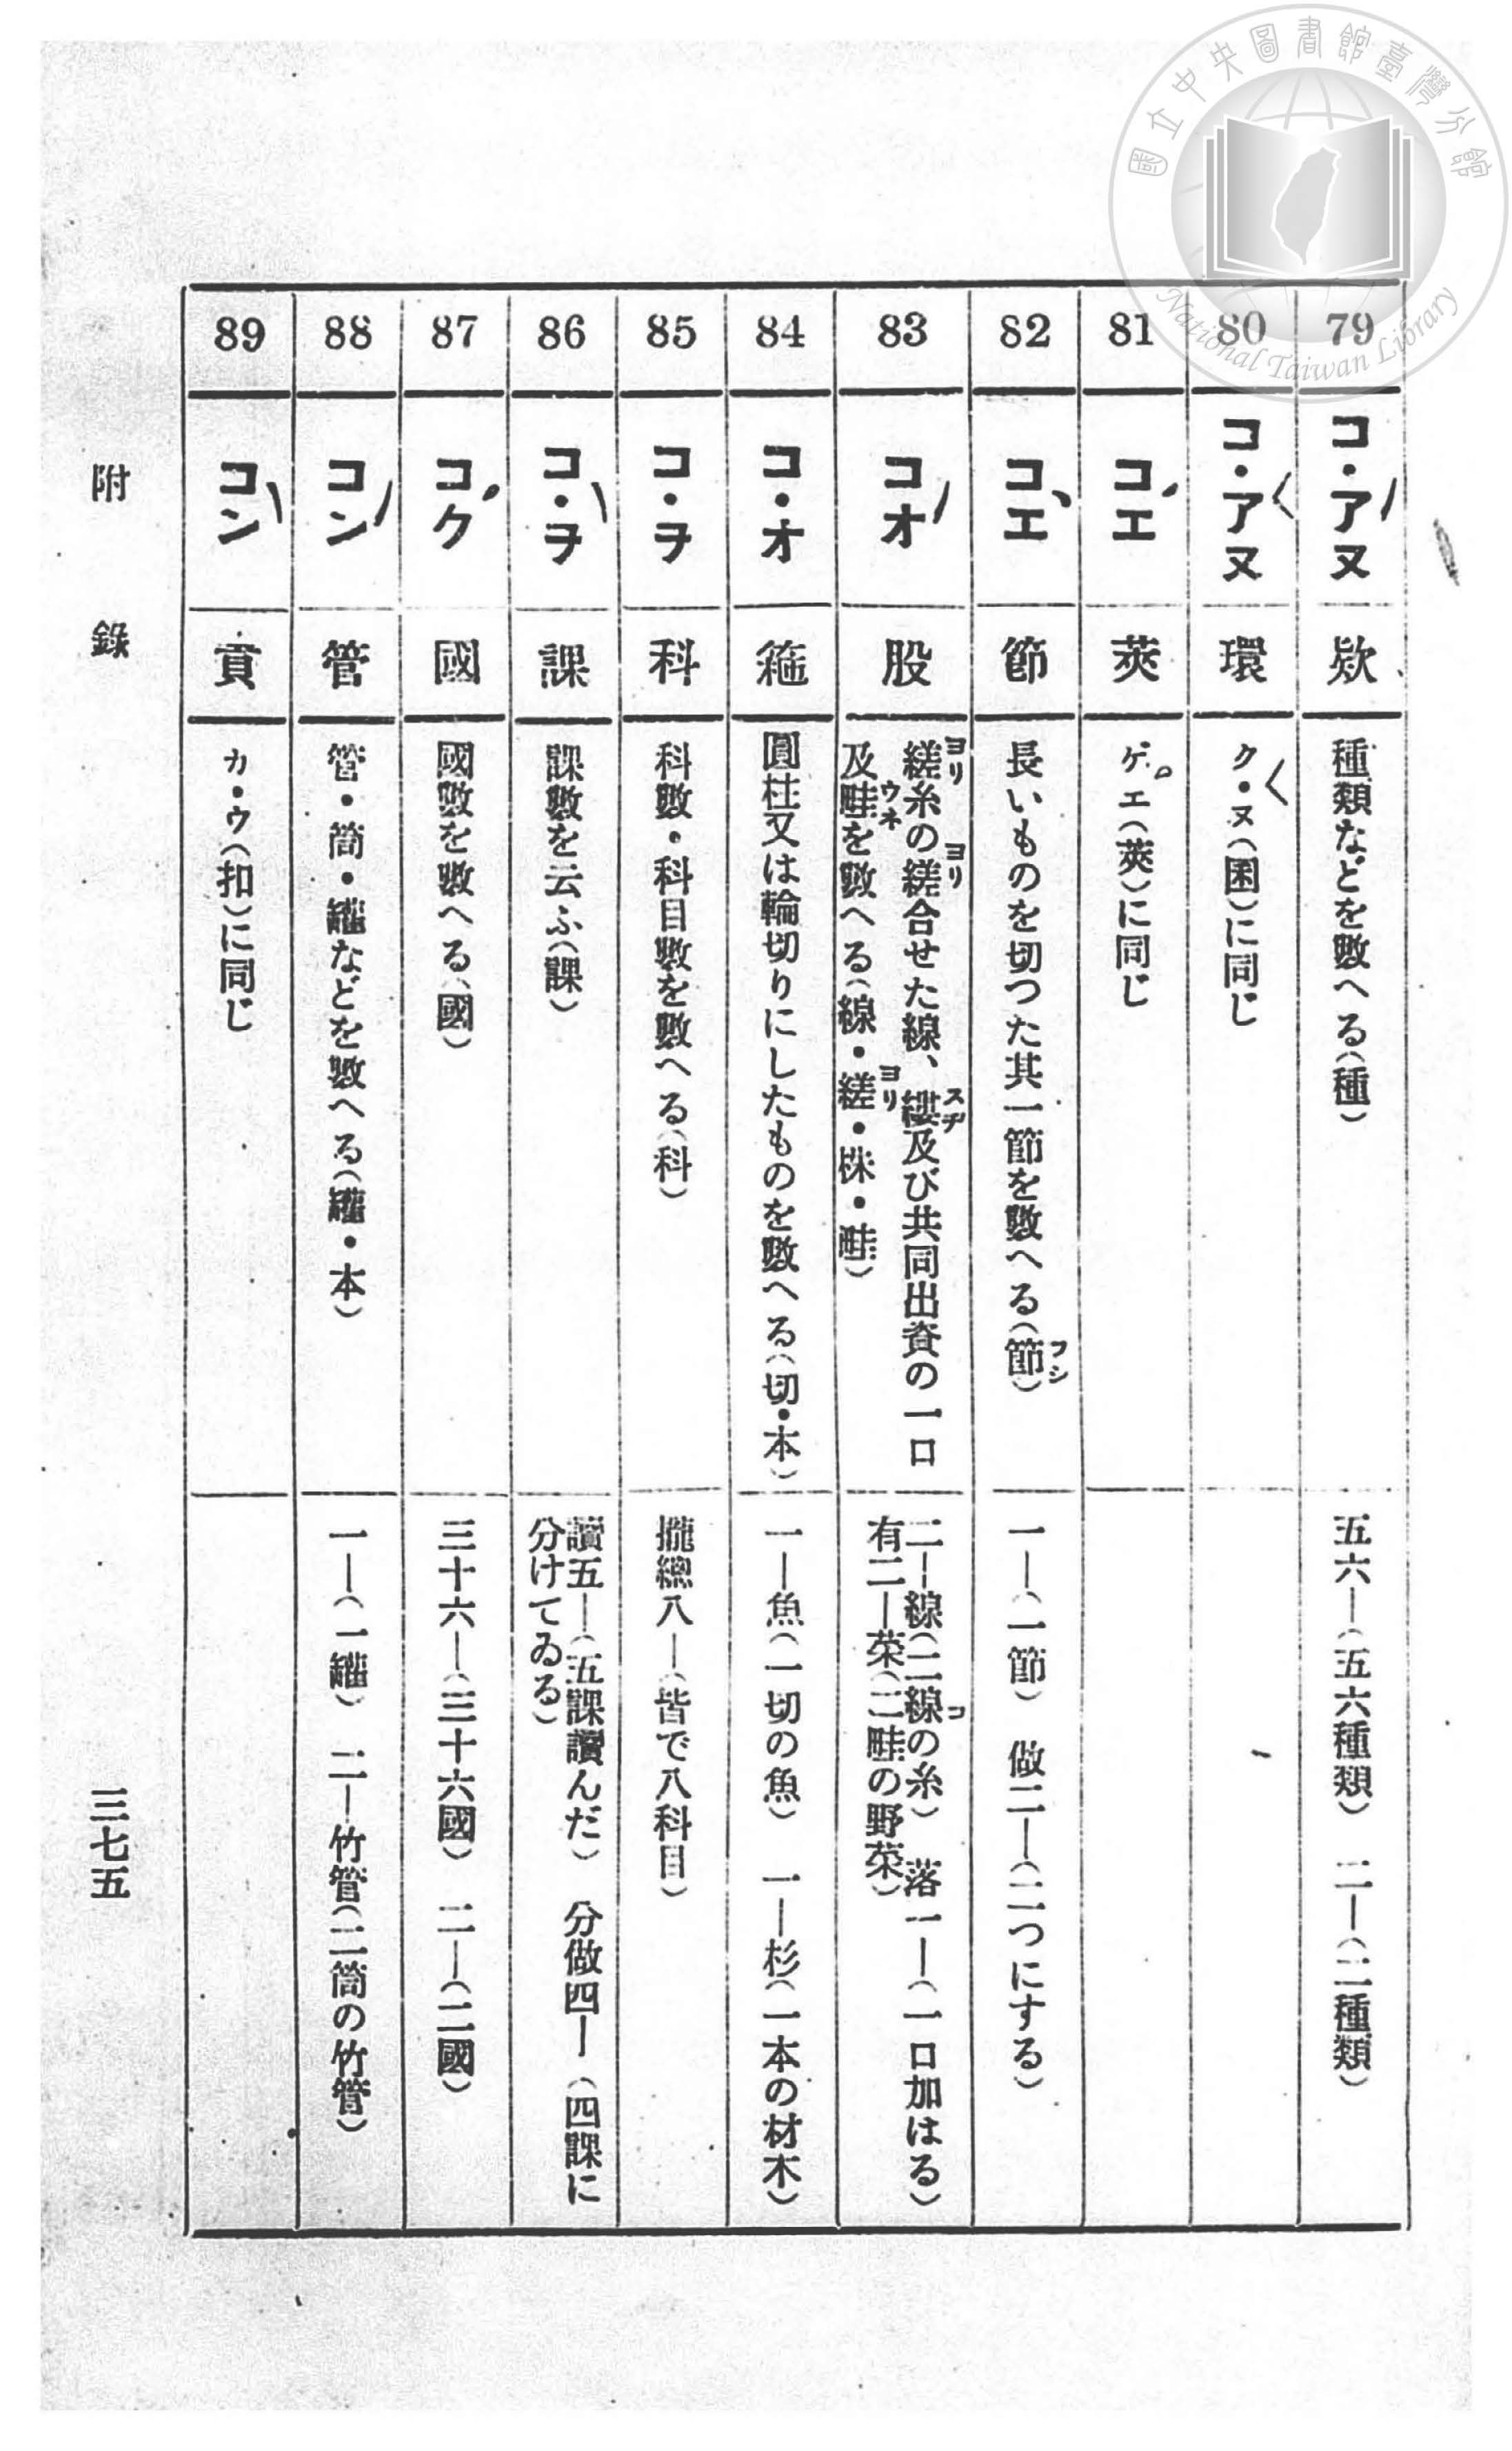 國立中央圖書館臺灣分館
National Taiwan Library
79
コ・アヌ
欵
種類などを數へる(種)
五六―(五六種類) 二―(二種類)
80
コ・アヌ
環
ク・ヌ(囷)に同じ
81
コエ
莢
ゲエ(莢)に同じ
82
コエ
節
長いものを切つた其一節を數へる(節)
フシ
一―(一節) 做二―(二つにする)
83
コオ
股
縒糸の縒合せた線、縷及び共同出資の一口
ヨリ ヨリ スヂ
及畦を數へる(線・縒・株・畦)
ウネ ヨリ
二―線(二線の糸) 落一―(一口加はる)
コ
有二―菜(二畦の野菜)
84
コ・オ
箍
圓柱又は輪切りにしたものを數へる(切・本)
一―魚(一切の魚) 一―杉(一本の材木)
85
コ・ヲ
科
科數・科目數を數へる(科)
攏總八―(皆で八科目)
86
コ・ヲ
課
課數を云ふ(課)
讀五―(五課讀んだ) 分做四―(四課に
分けてゐる)
87
コク
國
國數を數へる(國)
三十六―(三十六國) 二―(二國)
88
コン
管
管・筒・罐などを數へる(罐・本)
一―(一罐) 二―竹管(二筒の竹管)
89
コン
貢
カ・ウ(扣)に同じ
附錄
三七五